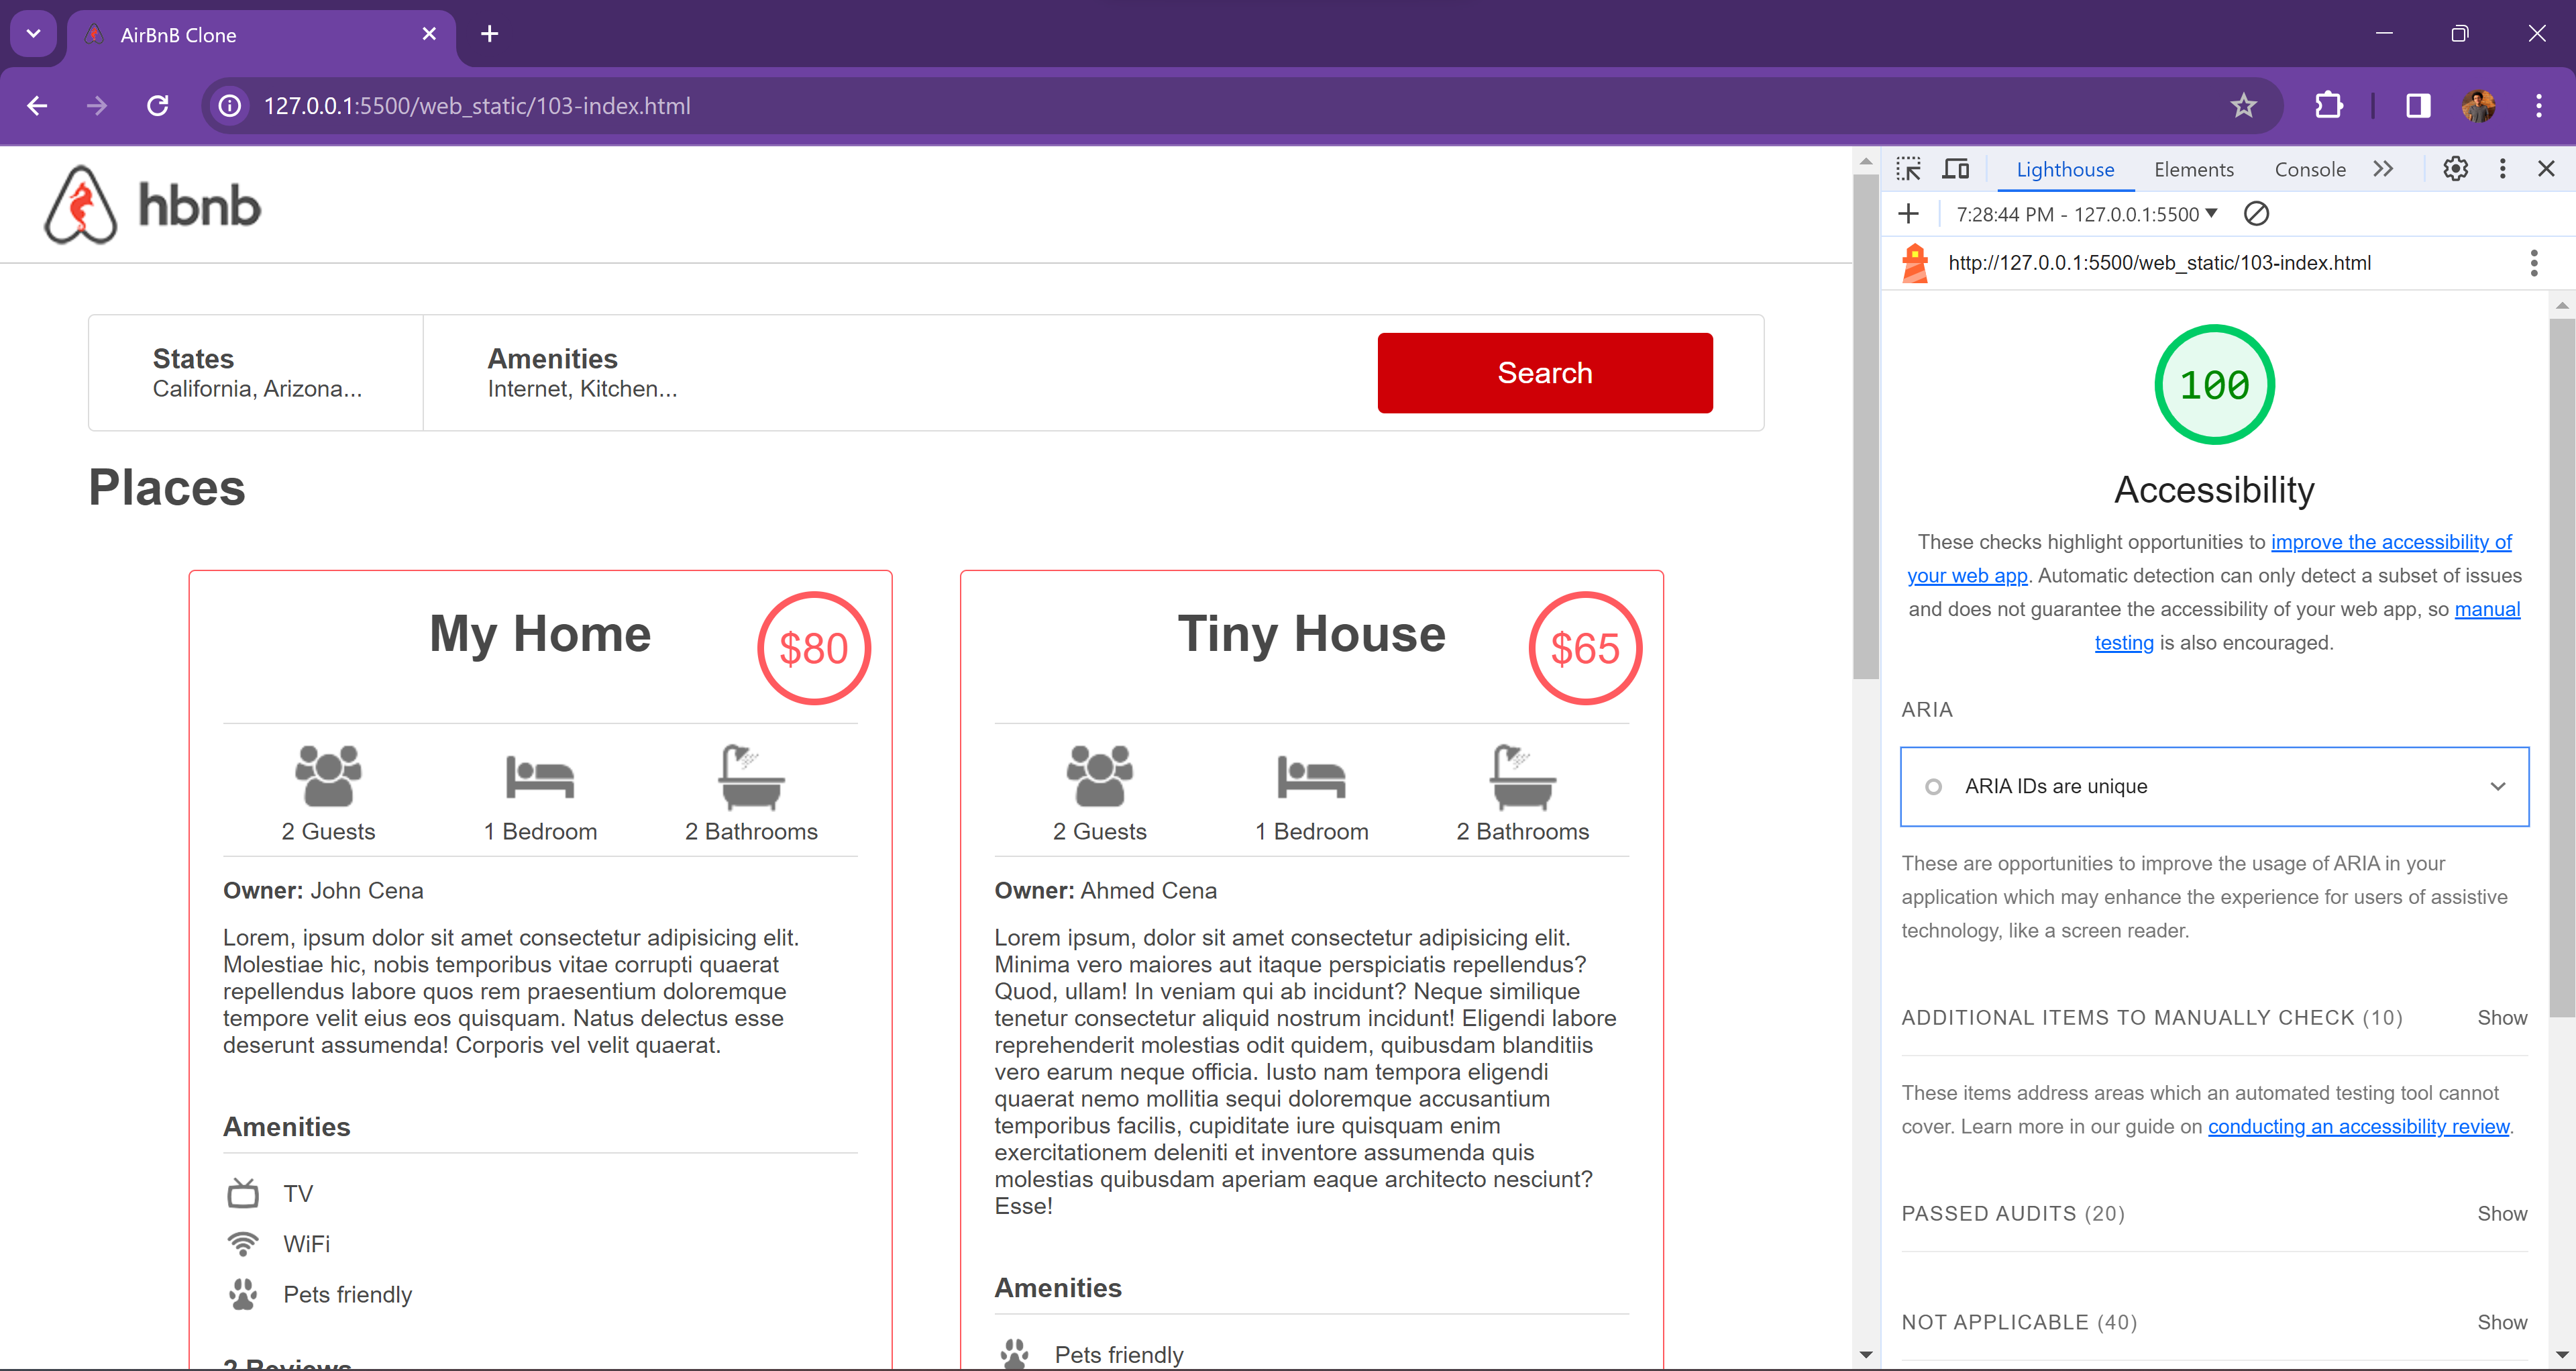 AirBnB Clone
127.0.0.1:5500/web_static/103-index.html
hbnb
States
California, Arizona...
Amenities
Internet, Kitchen...
Search
Places
My Home
$80
2 Guests
1 Bedroom
2 Bathrooms
Owner: John Cena
Lorem, ipsum dolor sit amet consectetur adipisicing elit.
Molestiae hic, nobis temporibus vitae corrupti quaerat
repellendus labore quos rem praesentium doloremque
tempore velit eius eos quisquam. Natus delectus esse
deserunt assumenda! Corporis vel velit quaerat.
Amenities
TV
WiFi
Pets friendly
2 Reviews
Tiny House
$65
2 Guests
1 Bedroom
2 Bathrooms
Owner: Ahmed Cena
Lorem ipsum, dolor sit amet consectetur adipisicing elit.
Minima vero maiores aut itaque perspiciatis repellendus?
Quod, ullam! In veniam qui ab incidunt? Neque similique
tenetur consectetur aliquid nostrum incidunt! Eligendi labore
reprehenderit molestias odit quidem, quibusdam blanditiis
vero earum neque officia. Iusto nam tempora eligendi
quaerat nemo mollitia sequi doloremque accusantium
temporibus facilis, cupiditate iure quisquam enim
exercitationem deleniti et inventore assumenda quis
molestias quibusdam aperiam eaque architecto nesciunt?
Esse!
Amenities
Pets friendly
Lighthouse
Elements
Console
7:28:44 PM - 127.0.0.1:5500
http://127.0.0.1:5500/web_static/103-index.html
100
Accessibility
These checks highlight opportunities to improve the accessibility of
your web app. Automatic detection can only detect a subset of issues
and does not guarantee the accessibility of your web app, so manual
testing is also encouraged.
ARIA
ARIA IDs are unique
These are opportunities to improve the usage of ARIA in your
application which may enhance the experience for users of assistive
technology, like a screen reader.
ADDITIONAL ITEMS TO MANUALLY CHECK (10) Show
These items address areas which an automated testing tool cannot
cover. Learn more in our guide on conducting an accessibility review.
PASSED AUDITS (20) Show
NOT APPLICABLE (40) Show